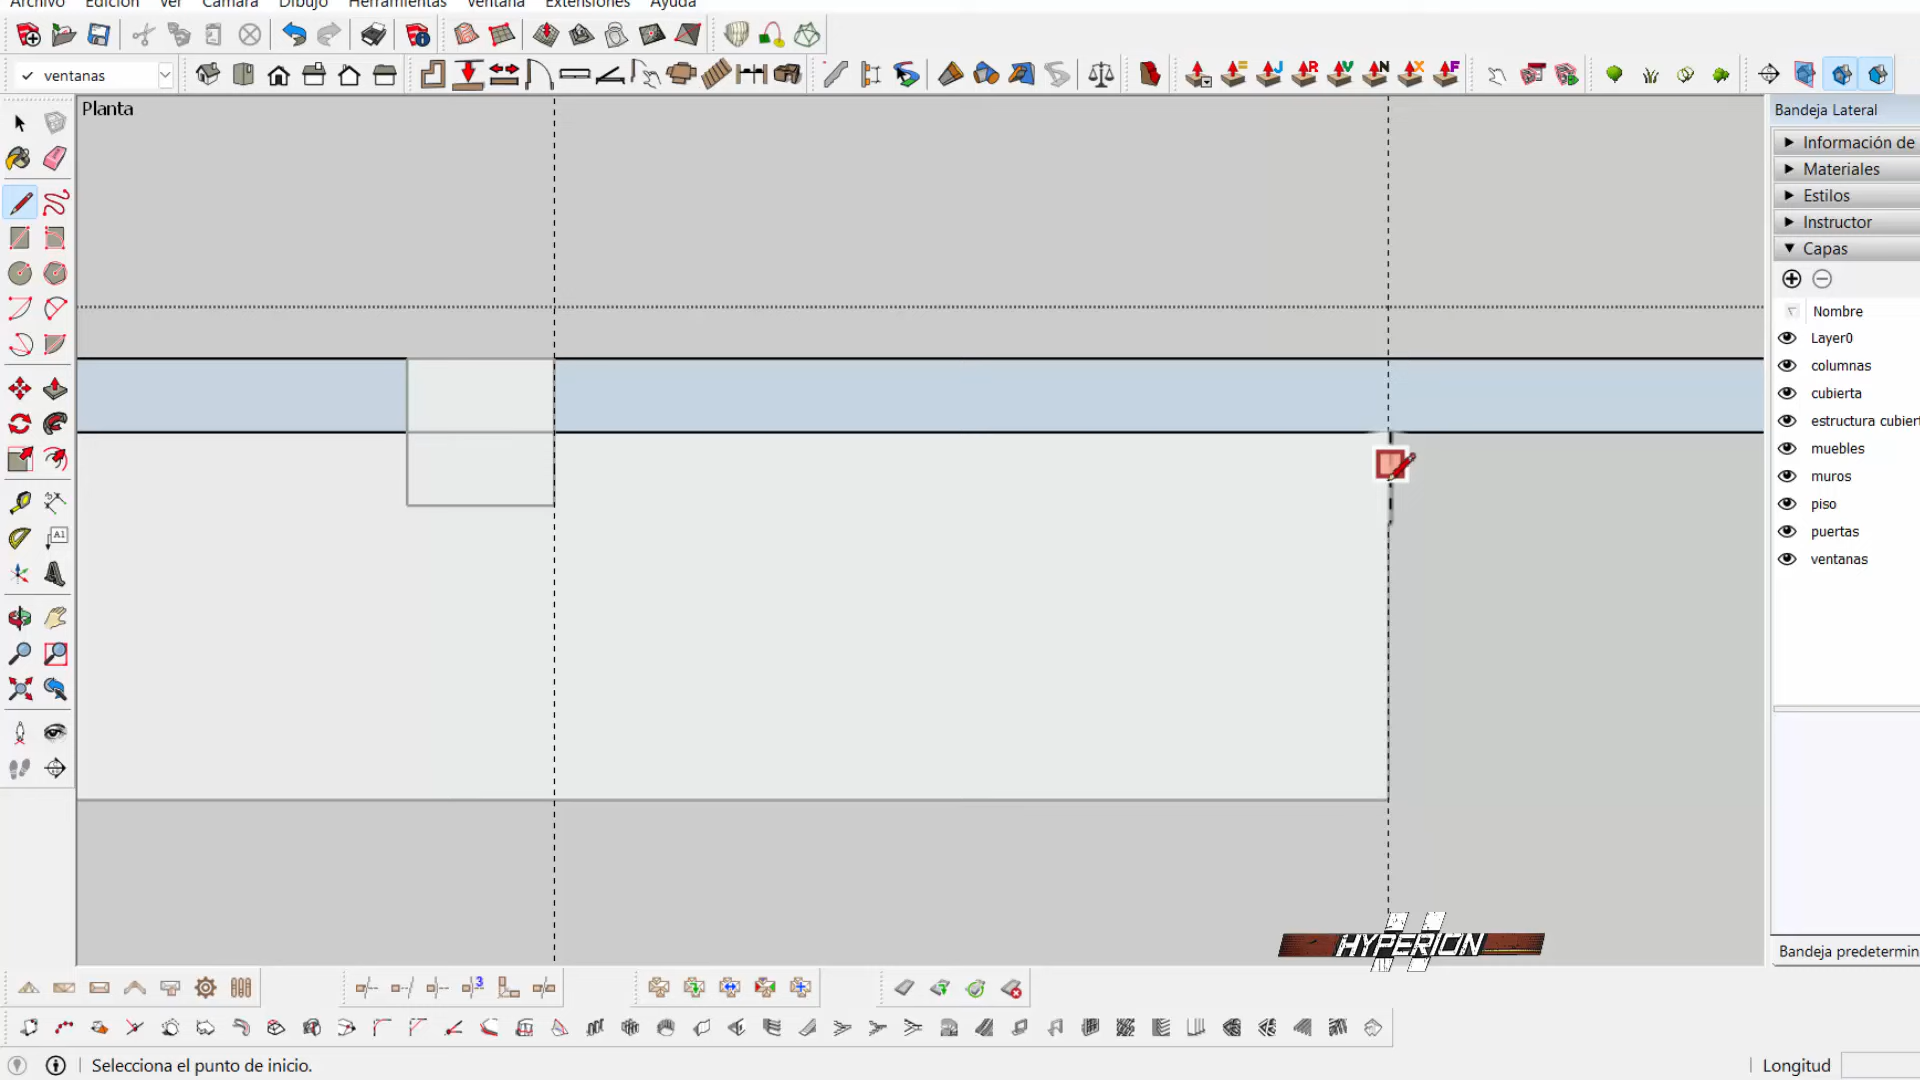 Archivo Edición Ver Cámara Dibujo Herramientas Ventana Extensiones Ayuda
ventanas
Planta
Bandeja Lateral
Información de
Materiales
Estilos
Instructor
Capas
Nombre
Layer0
columnas
cubierta
estructura cubiert
muebles
muros
piso
puertas
ventanas
HYPERION
Bandeja predetermin
Selecciona el punto de inicio.
Longitud